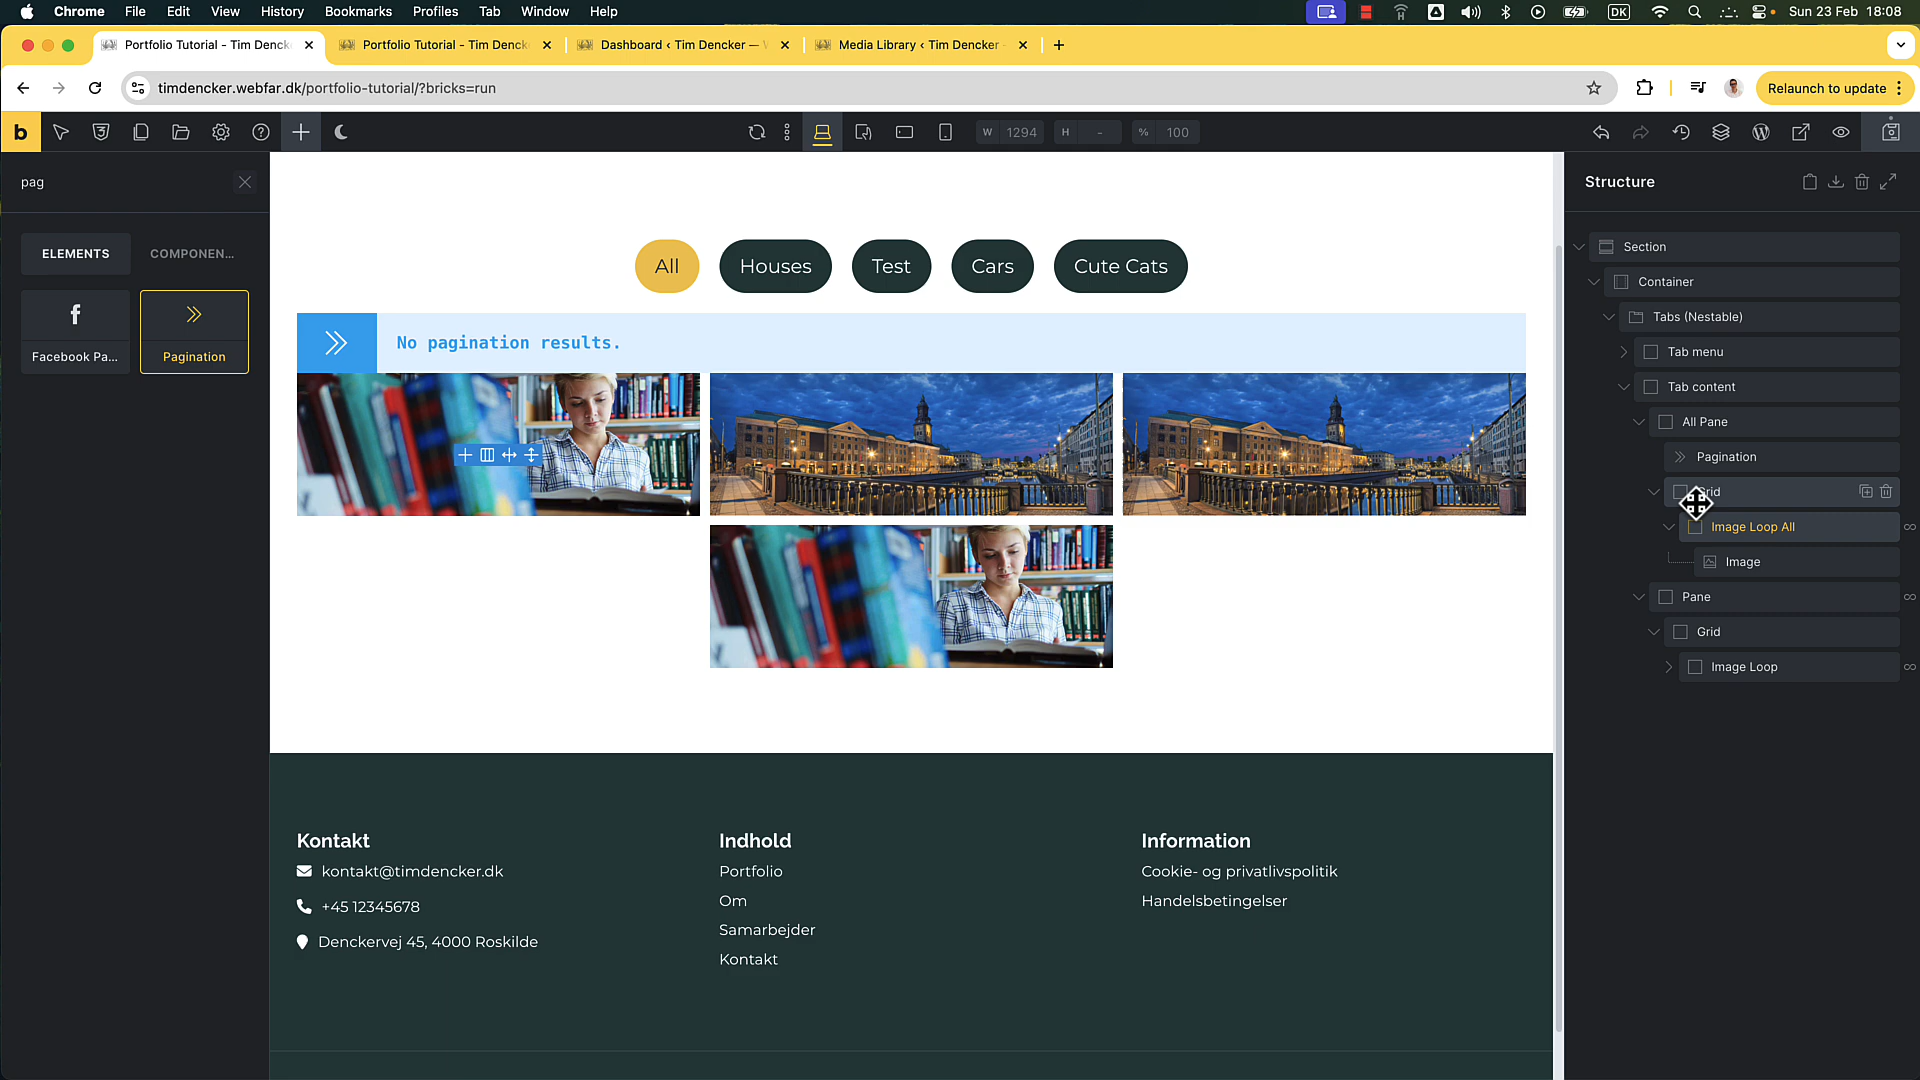 Chrome File Edit View History Bookmarks Profiles Tab Window Help DK Sun 23 Feb 18:08
Portfolio Tutorial - Tim Dencke
Portfolio Tutorial - Tim Dencke
Dashboard ‹ Tim Dencker —
Media Library ‹ Tim Dencker
timdencker.webfar.dk/portfolio-tutorial/?bricks=run
Relaunch to update
b
W 1294 H - % 100
pag
ELEMENTS
COMPONEN...
f
Facebook Pa...
Pagination
All
Houses
Test
Cars
Cute Cats
No pagination results.
Kontakt
kontakt@timdencker.dk
+45 12345678
Denckervej 45, 4000 Roskilde
Indhold
Portfolio
Om
Samarbejder
Kontakt
Information
Cookie- og privatlivspolitik
Handelsbetingelser
Structure
Section
Container
Tabs (Nestable)
Tab menu
Tab content
All Pane
Pagination
Image Loop All
Image
Pane
Grid
Image Loop